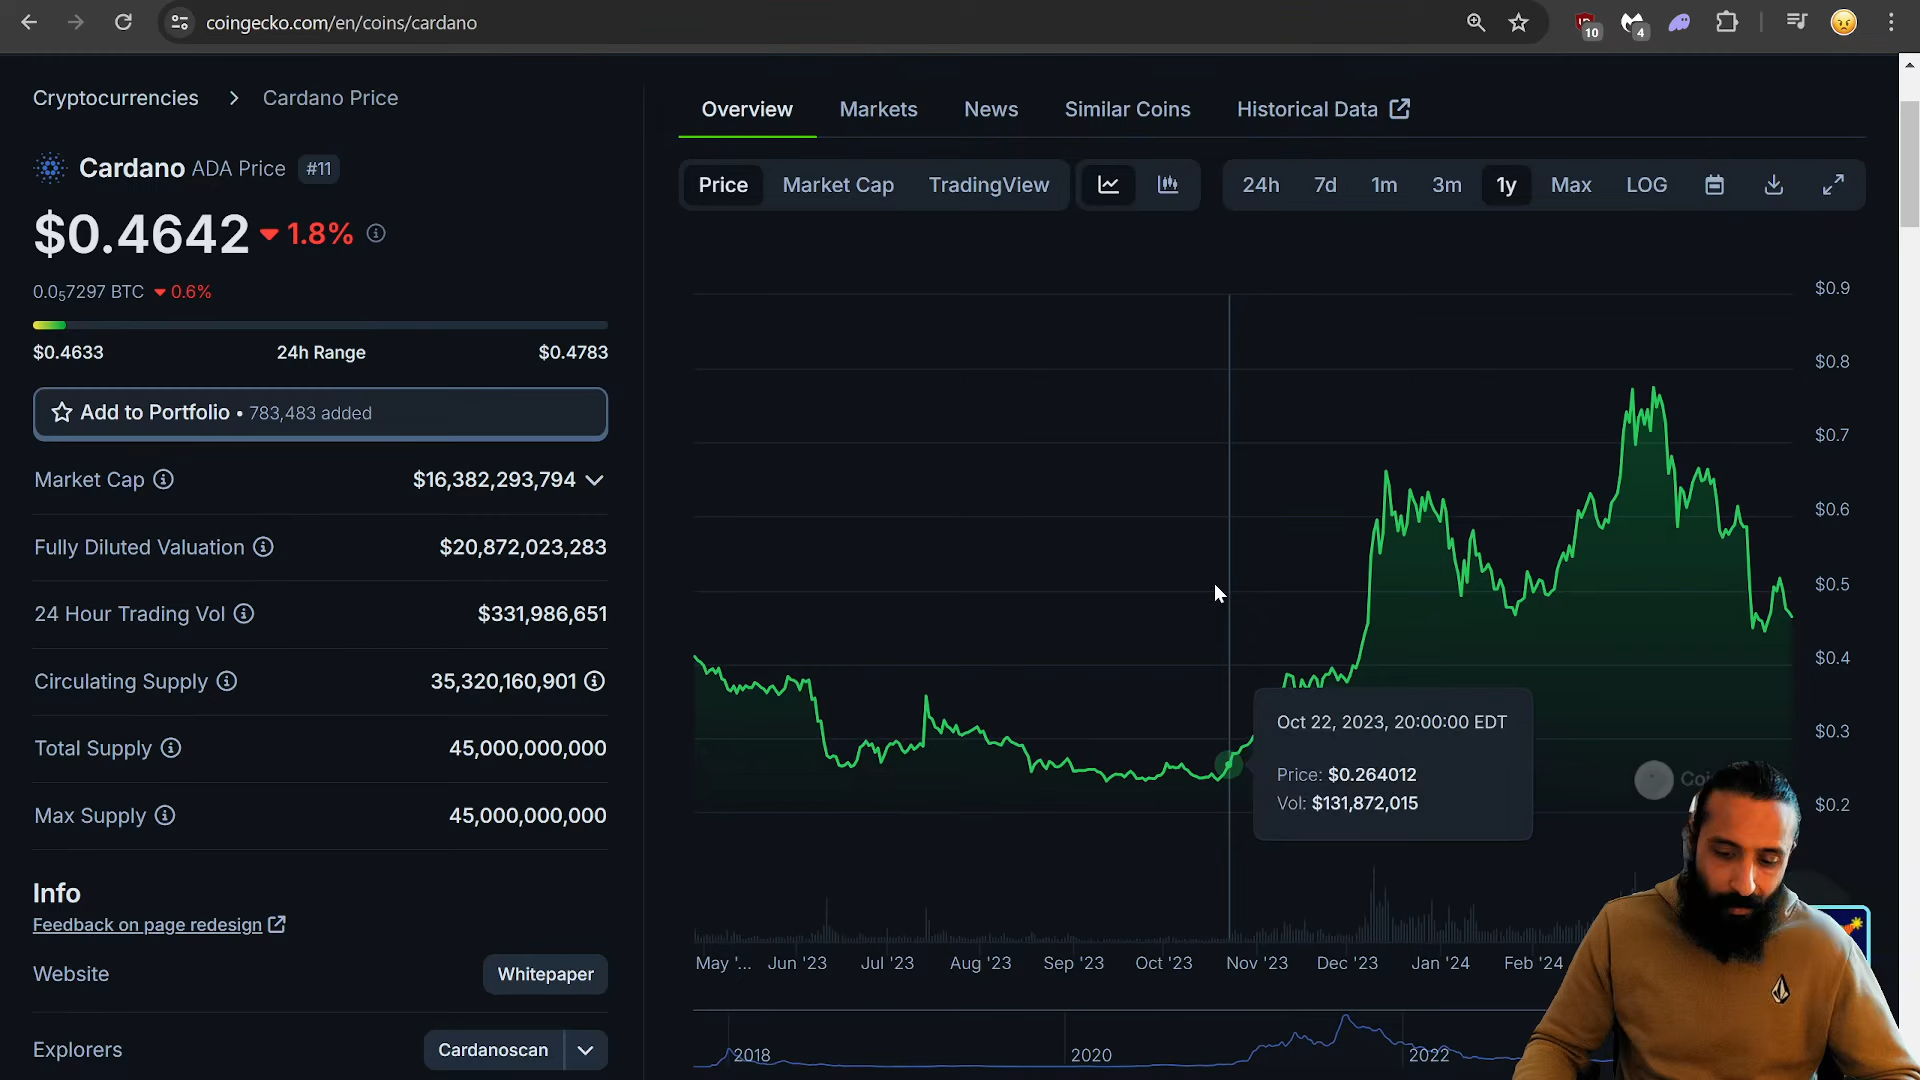 coingecko.com/en/coins/cardano
10
4
Cryptocurrencies > Cardano Price
Cardano ADA Price #11
$0.4642 1.8%
0.0₅7297 BTC 0.6%
$0.4633 24h Range $0.4783
Add to Portfolio • 783,483 added
Market Cap $16,382,293,794
Fully Diluted Valuation $20,872,023,283
24 Hour Trading Vol $331,986,651
Circulating Supply 35,320,160,901
Total Supply 45,000,000,000
Max Supply 45,000,000,000
Info
Feedback on page redesign
Website Whitepaper
Explorers Cardanoscan
Overview Markets News Similar Coins Historical Data
Price Market Cap TradingView 24h 7d 1m 3m 1y Max LOG
$0.9
$0.8
$0.7
$0.6
$0.5
$0.4
$0.3
$0.2
Oct 22, 2023, 20:00:00 EDT
Price: $0.264012
Vol: $131,872,015
May '... Jun '23 Jul '23 Aug '23 Sep '23 Oct '23 Nov '23 Dec '23 Jan '24 Feb '24
2018 2020 2022